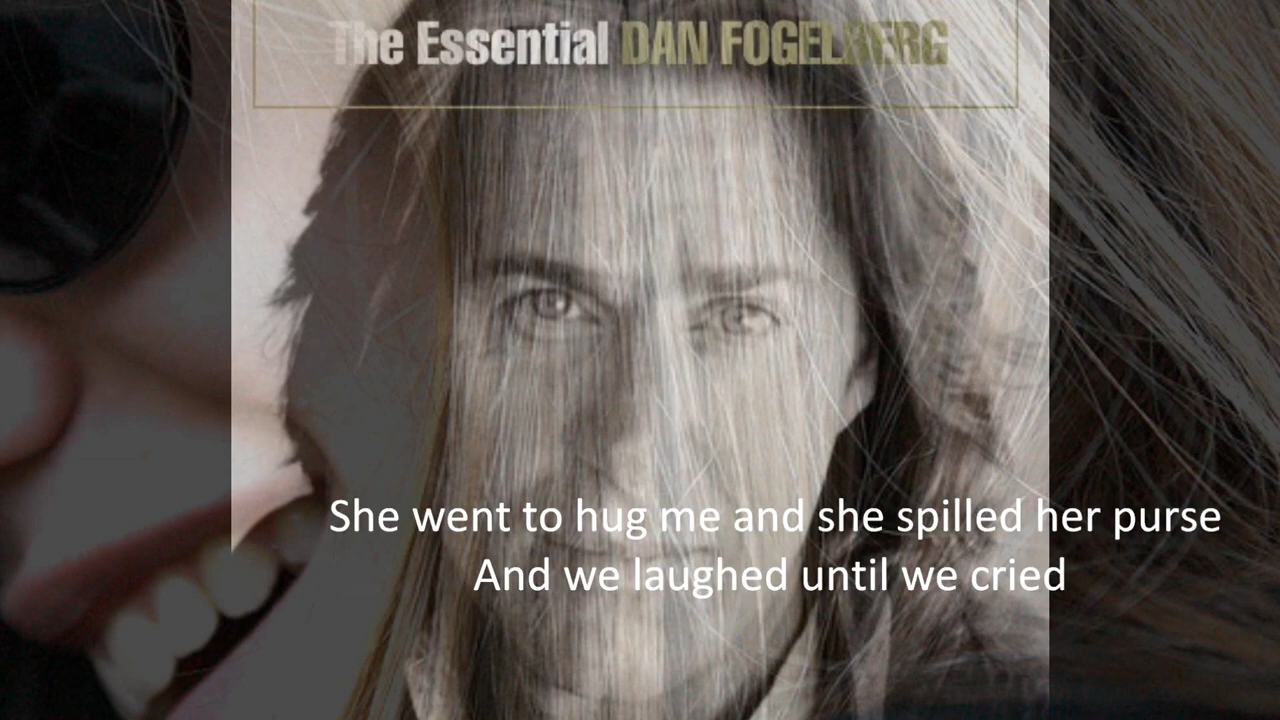 The Essential DAN FOGELBERG
She went to hug me and she spilled her purse
And we laughed until we cried